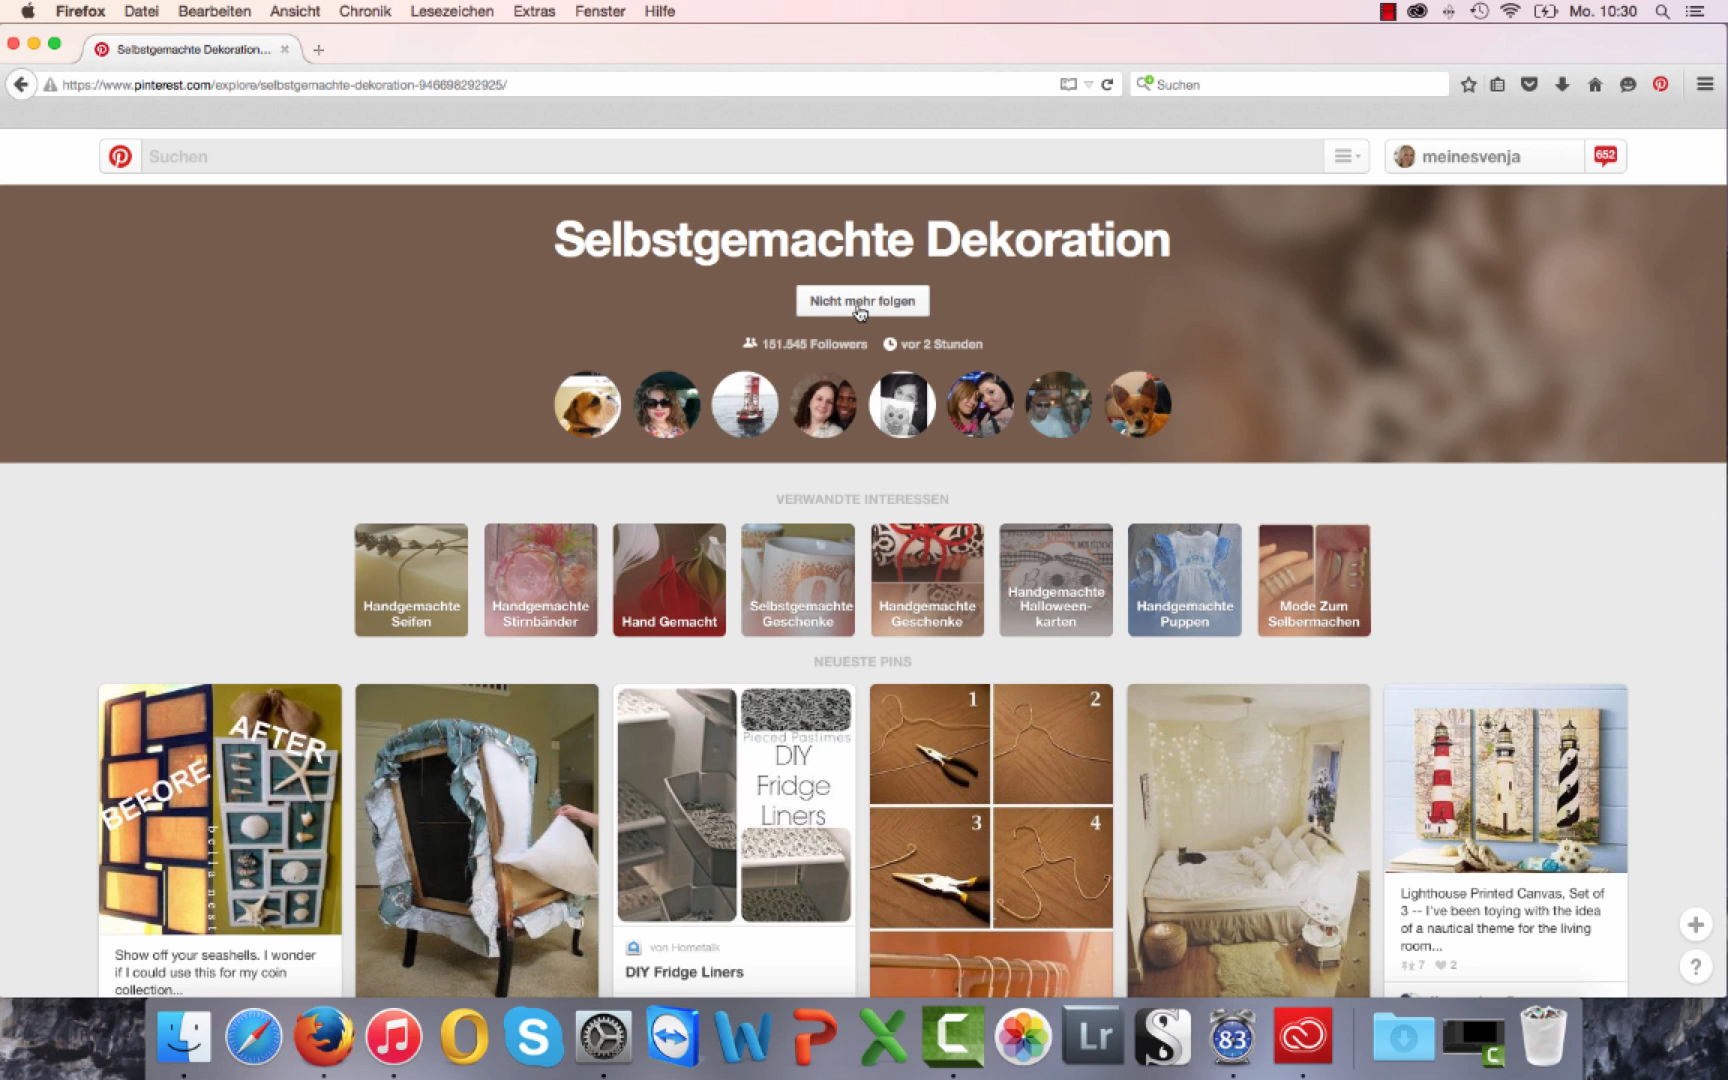 Firefox Datei Bearbeiten Ansicht Chronik Lesezeichen Extras Fenster Hilfe
Mo. 10:30
Selbstgemachte Dekoration...
https://www.pinterest.com/explore/selbstgemachte-dekoration-946698292925/
Suchen
Suchen
meinesvenja
652
Selbstgemachte Dekoration
Nicht mehr folgen
151.545 Followers
vor 2 Stunden
VERWANDTE INTERESSEN
Handgemachte
Seifen
Handgemachte
Stirnbänder
Hand Gemacht
Selbstgemachte
Geschenke
Handgemachte
Geschenke
Handgemachte
Halloween-
karten
Handgemachte
Puppen
Mode Zum
Selbermachen
NEUESTE PINS
BEFORE
AFTER
bella nest
Show off your seashells. I wonder
if I could use this for my coin
collection...
Pieced Pastimes
DIY
Fridge
Liners
von Hometalk
DIY Fridge Liners
1
2
3
4
Lighthouse Printed Canvas, Set of
3 -- I've been toying with the idea
of a nautical theme for the living
room...
7
2
+
?
O
S
W
P
X
C
Lr
S
83
C